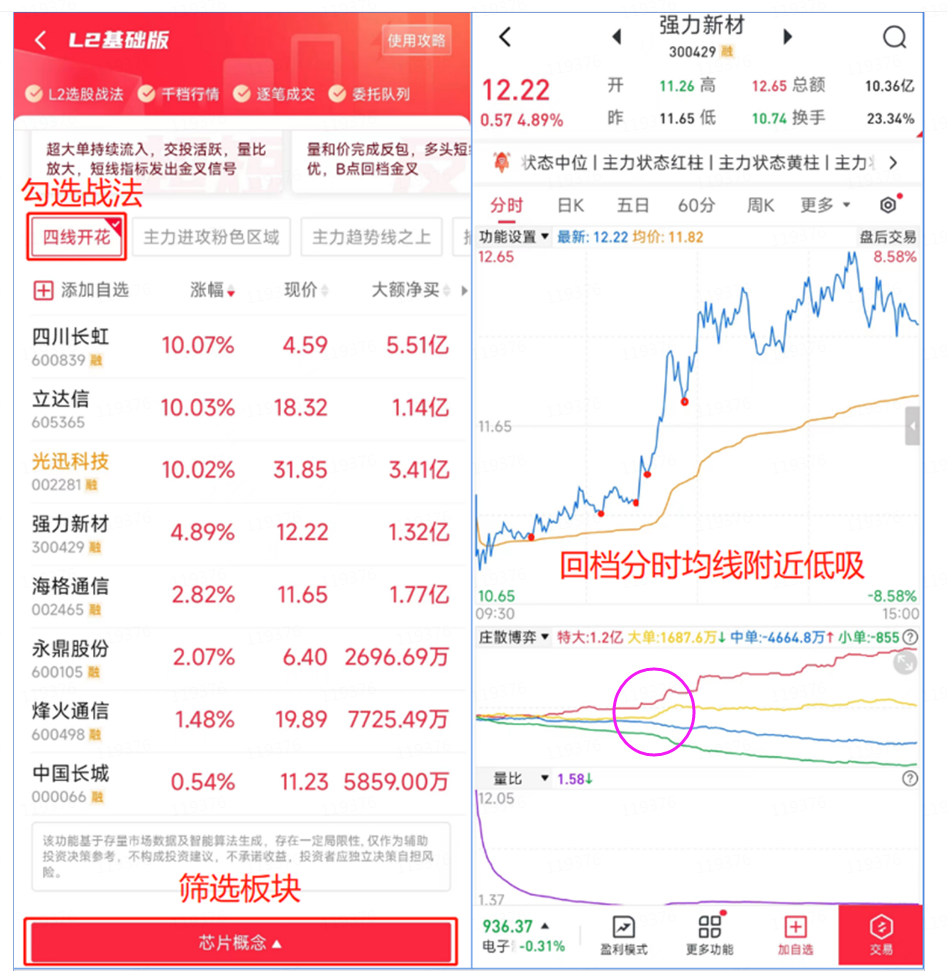 L2基础版
使用攻略
L2选股战法 千档行情 逐笔成交 委托队列
超大单持续流入，交投活跃，量比
放大，短线指标发出金叉信号
量和价完成反包，多头短
优，B点回档金叉
勾选战法
四线开花 主力进攻粉色区域 主力趋势线之上
添加自选 涨幅 现价 大额净买
四川长虹 10.07% 4.59 5.51亿
600839 融
立达信 10.03% 18.32 1.14亿
605365
光迅科技 10.02% 31.85 3.41亿
002281 融
强力新材 4.89% 12.22 1.32亿
300429 融
海格通信 2.82% 11.65 1.77亿
002465 融
永鼎股份 2.07% 6.40 2696.69万
600105 融
烽火通信 1.48% 19.89 7725.49万
600498 融
中国长城 0.54% 11.23 5859.00万
000066 融
该功能基于存量市场数据及智能算法生成，存在一定局限性，仅作为辅助
投资决策参考，不构成投资建议，不承诺收益，投资者应独立决策自担风
险。
筛选板块
芯片概念
强力新材
300429 融
12.22 开 11.26 高 12.65 总额 10.36亿
0.57 4.89% 昨 11.65 低 10.74 换手 23.34%
状态中位 | 主力状态红柱 | 主力状态黄柱 | 主力
分时 日K 五日 60分 周K 更多
功能设置 最新: 12.22 均价: 11.82 盘后交易
12.65 8.58%
11.65
回档分时均线附近低吸
10.65 -8.58%
09:30 15:00
庄散博弈 特大:1.2亿 大单:1687.6万↓ 中单:-4664.8万↑ 小单:-855
量比 1.58↓
12.05
1.37
936.37
电子 -0.31%
盈利模式 更多功能 加自选 交易